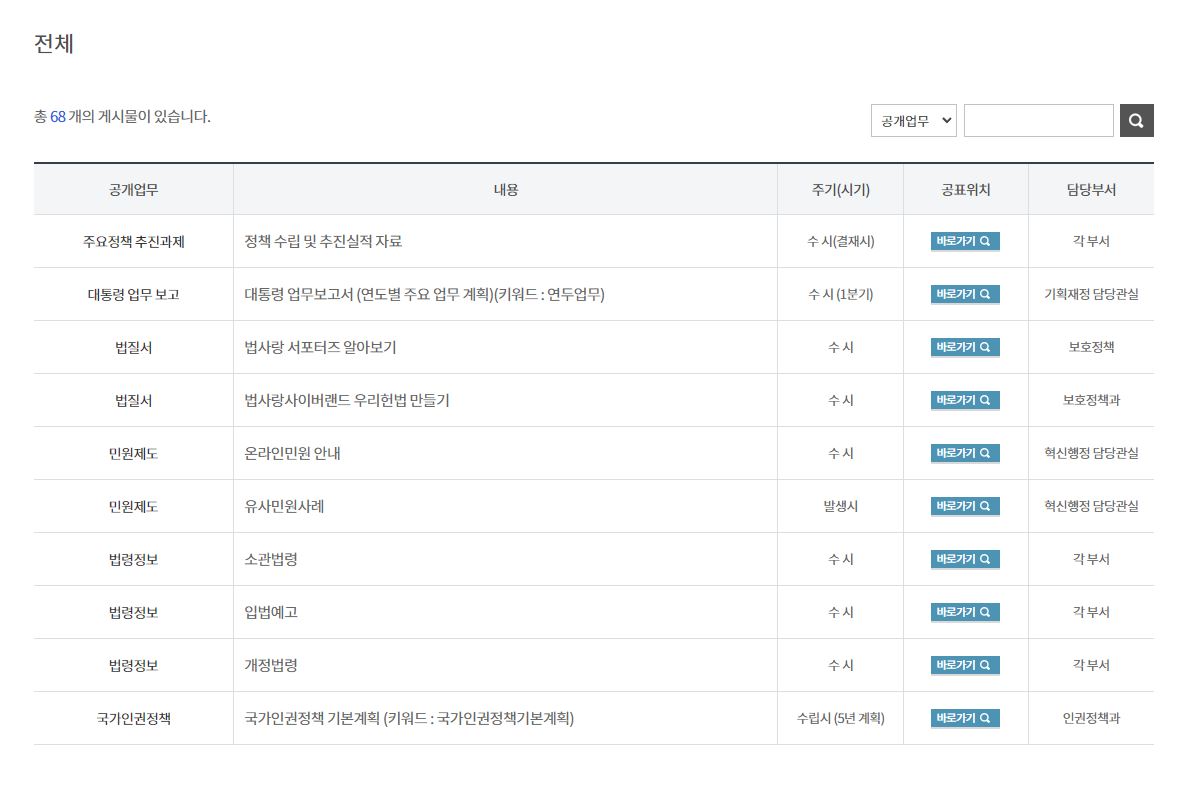 전체
총 68 개의 게시물이 있습니다.
공개업무
공개업무 내용 주기(시기) 공표위치 담당부서
주요정책 추진과제 정책 수립 및 추진실적 자료 수 시(결재시) 바로가기 각 부서
대통령 업무 보고 대통령 업무보고서 (연도별 주요 업무 계획)(키워드 : 연두업무) 수 시 (1분기) 바로가기 기획재정 담당관실
법질서 법사랑 서포터즈 알아보기 수 시 바로가기 보호정책
법질서 법사랑사이버랜드 우리헌법 만들기 수 시 바로가기 보호정책과
민원제도 온라인민원 안내 수 시 바로가기 혁신행정 담당관실
민원제도 유사민원사례 발생시 바로가기 혁신행정 담당관실
법령정보 소관법령 수 시 바로가기 각 부서
법령정보 입법예고 수 시 바로가기 각 부서
법령정보 개정법령 수 시 바로가기 각 부서
국가인권정책 국가인권정책 기본계획 (키워드 : 국가인권정책기본계획) 수립시 (5년 계획) 바로가기 인권정책과